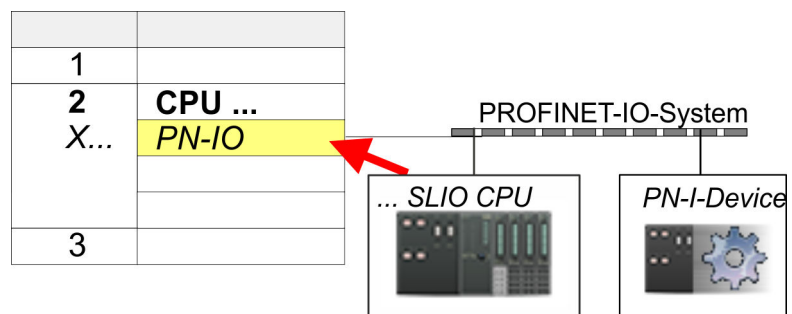 1
2 CPU ...
X... PN-IO
3
PROFINET-IO-System
... SLIO CPU
PN-I-Device